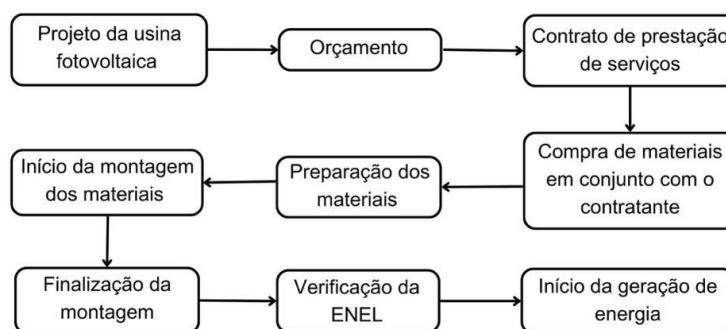 Projeto da usina
fotovoltaica
Orçamento
Contrato de prestação
de serviços
Compra de materiais
em conjunto com o
contratante
Preparação dos
materiais
Início da montagem
dos materiais
Finalização da
montagem
Verificação da
ENEL
Início da geração de
energia